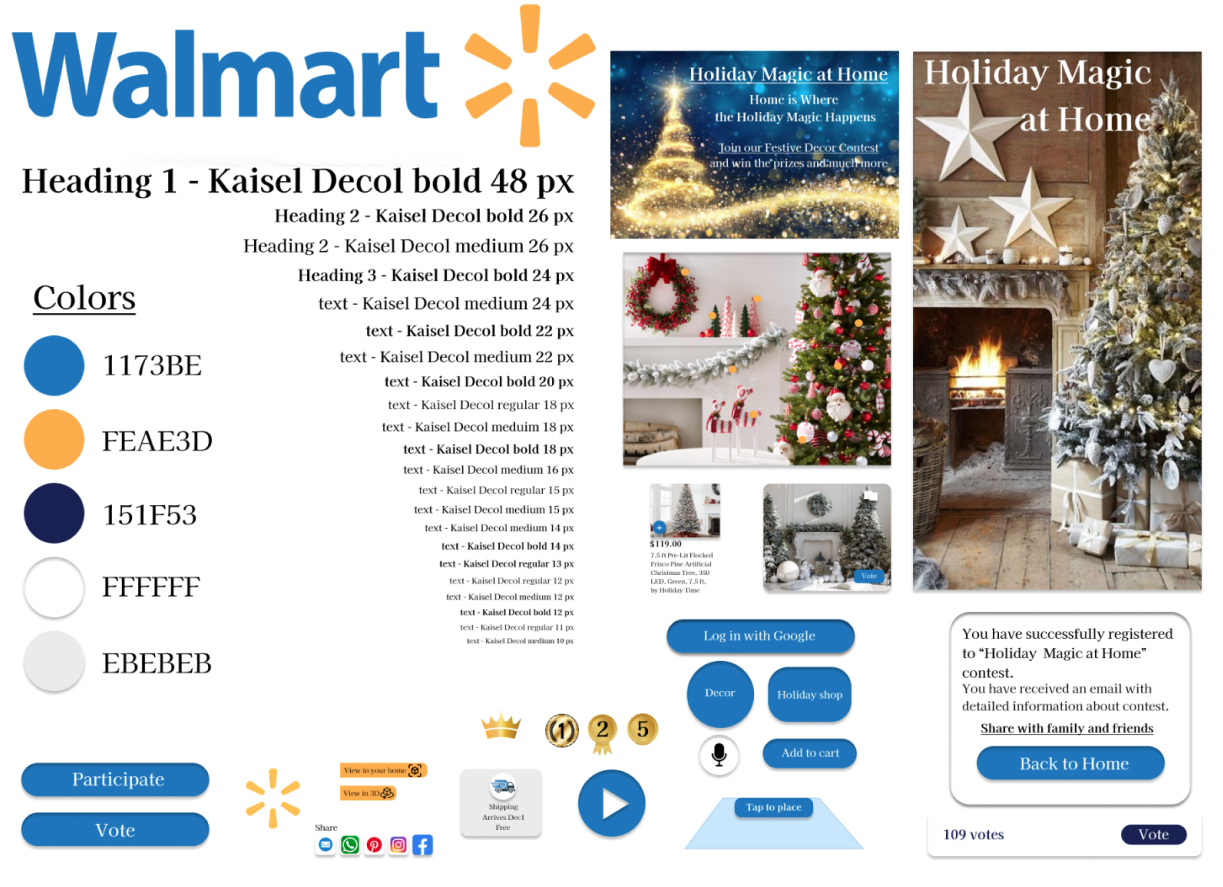 Walmart
Heading 1 - Kaisel Decol bold 48 px
Heading 2 - Kaisel Decol bold 26 px
Heading 2 - Kaisel Decol medium 26 px
Heading 3 - Kaisel Decol bold 24 px
text - Kaisel Decol medium 24 px
text - Kaisel Decol bold 22 px
text - Kaisel Decol medium 22 px
text - Kaisel Decol bold 20 px
text - Kaisel Decol regular 18 px
text - Kaisel Decol meduim 18 px
text - Kaisel Decol bold 18 px
text - Kaisel Decol medium 16 px
text - Kaisel Decol regular 15 px
text - Kaisel Decol medium 15 px
text - Kaisel Decol medium 14 px
text - Kaisel Decol bold 14 px
text - Kaisel Decol regular 13 px
text - Kaisel Decol regular 12 px
text - Kaisel Decol medium 12 px
text - Kaisel Decol bold 12 px
text - Kaisel Decol regular 11 px
text - Kaisel Decol medium 10 px
Colors
1173BE
FEAE3D
151F53
FFFFFF
EBEBEB
Participate
Vote
View in your home
View in 3D
Share
1
2
5
Shipping
Arrives Dec1
Free
Holiday Magic at Home
Home is Where
the Holiday Magic Happens
Join our Festive Decor Contest
and win the prizes and much more
$119.00
7.5 ft Pre-Lit Flocked
Frisco Pine Artificial
Christmas Tree, 350
LED, Green, 7.5 ft,
by Holiday Time
Vote
Log in with Google
Decor
Holiday shop
Add to cart
Tap to place
Holiday Magic
at Home
You have successfully registered
to “Holiday Magic at Home”
contest.
You have received an email with
detailed information about contest.
Share with family and friends
Back to Home
109 votes
Vote